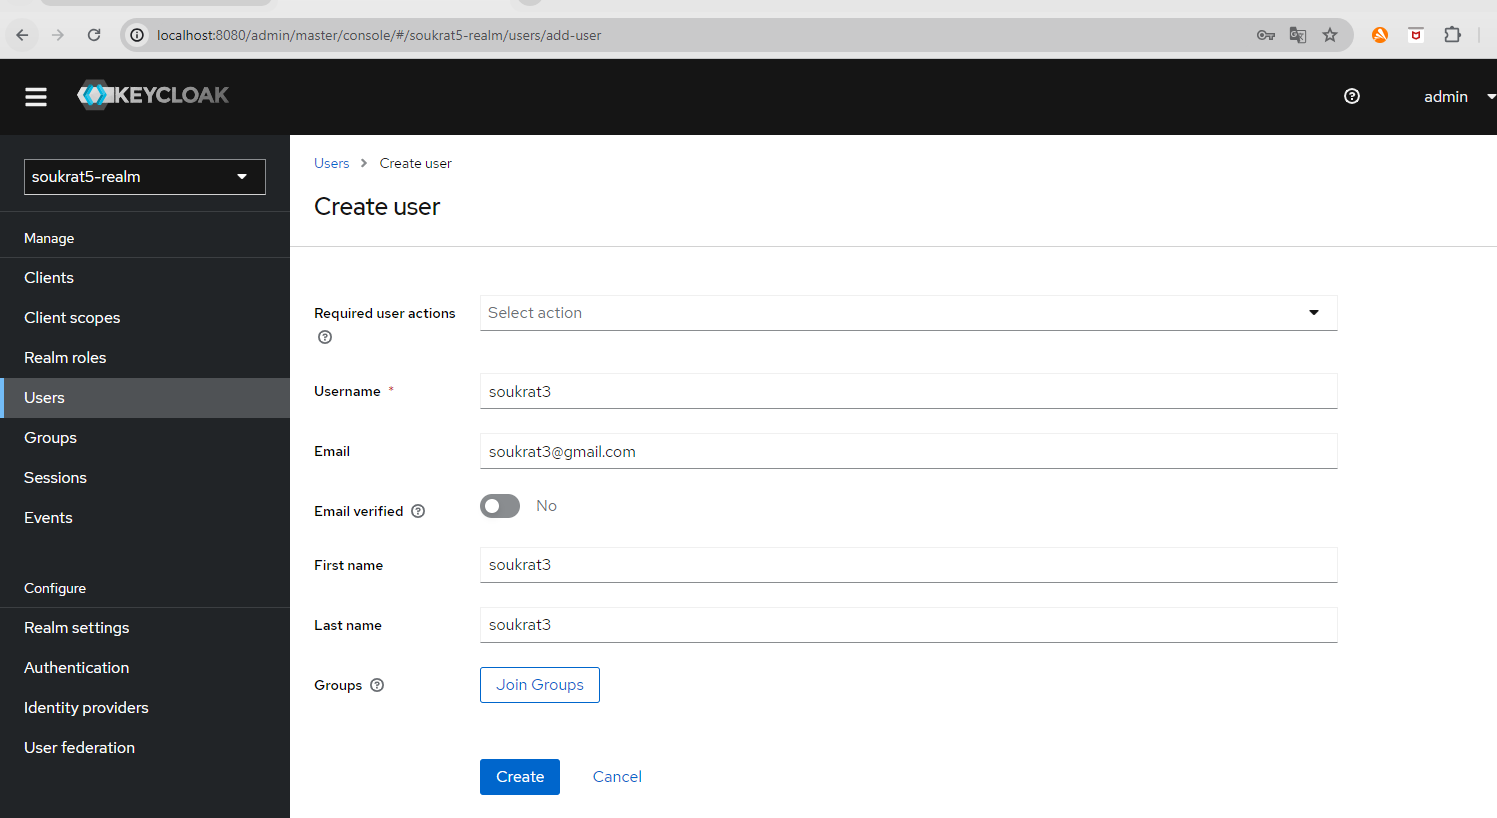 localhost:8080/admin/master/console/#/soukrat5-realm/users/add-user
KEYCLOAK
admin
soukrat5-realm
Manage
Clients
Client scopes
Realm roles
Users
Groups
Sessions
Events
Configure
Realm settings
Authentication
Identity providers
User federation
Users > Create user
Create user
Required user actions
Select action
Username *
soukrat3
Email
soukrat3@gmail.com
Email verified
No
First name
soukrat3
Last name
soukrat3
Groups
Join Groups
Create
Cancel